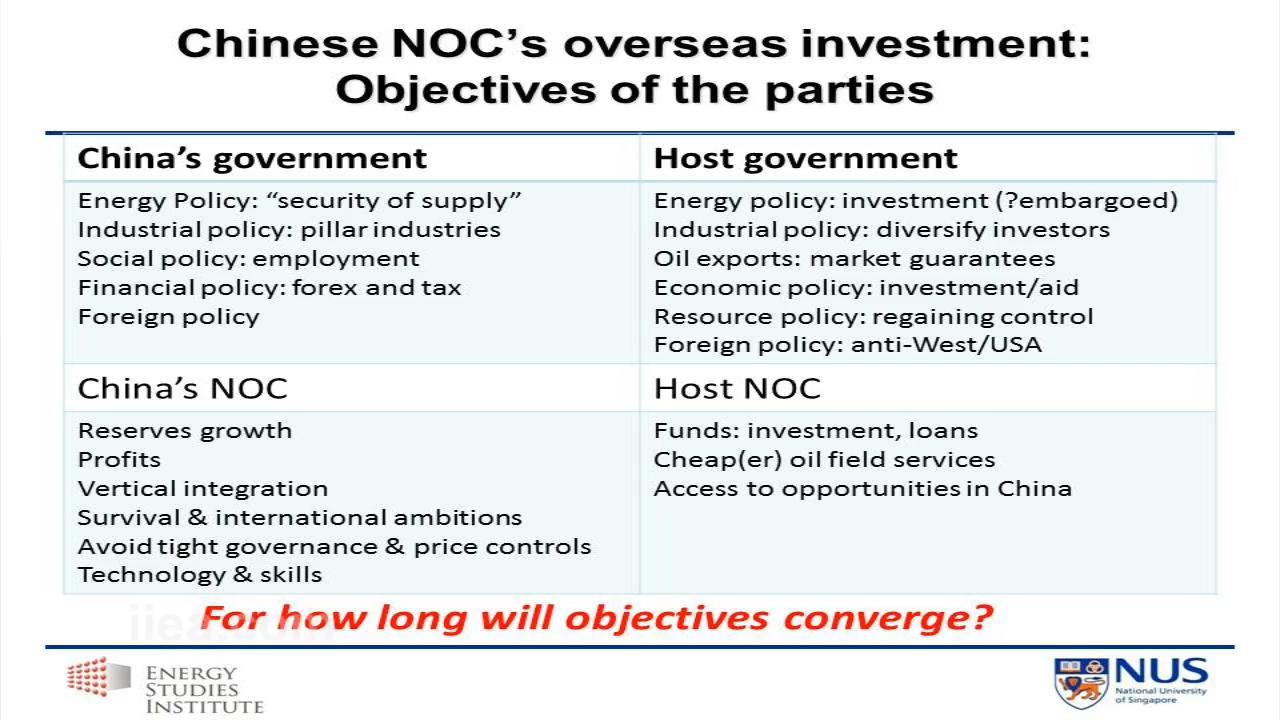 Chinese NOC’s overseas investment:
Objectives of the parties
China’s government
Energy Policy: “security of supply”
Industrial policy: pillar industries
Social policy: employment
Financial policy: forex and tax
Foreign policy
Host government
Energy policy: investment (?embargoed)
Industrial policy: diversify investors
Oil exports: market guarantees
Economic policy: investment/aid
Resource policy: regaining control
Foreign policy: anti-West/USA
China’s NOC
Reserves growth
Profits
Vertical integration
Survival & international ambitions
Avoid tight governance & price controls
Technology & skills
Host NOC
Funds: investment, loans
Cheap(er) oil field services
Access to opportunities in China
For how long will objectives converge?
iiea.com
ENERGY
STUDIES
INSTITUTE
NUS
National University
of Singapore